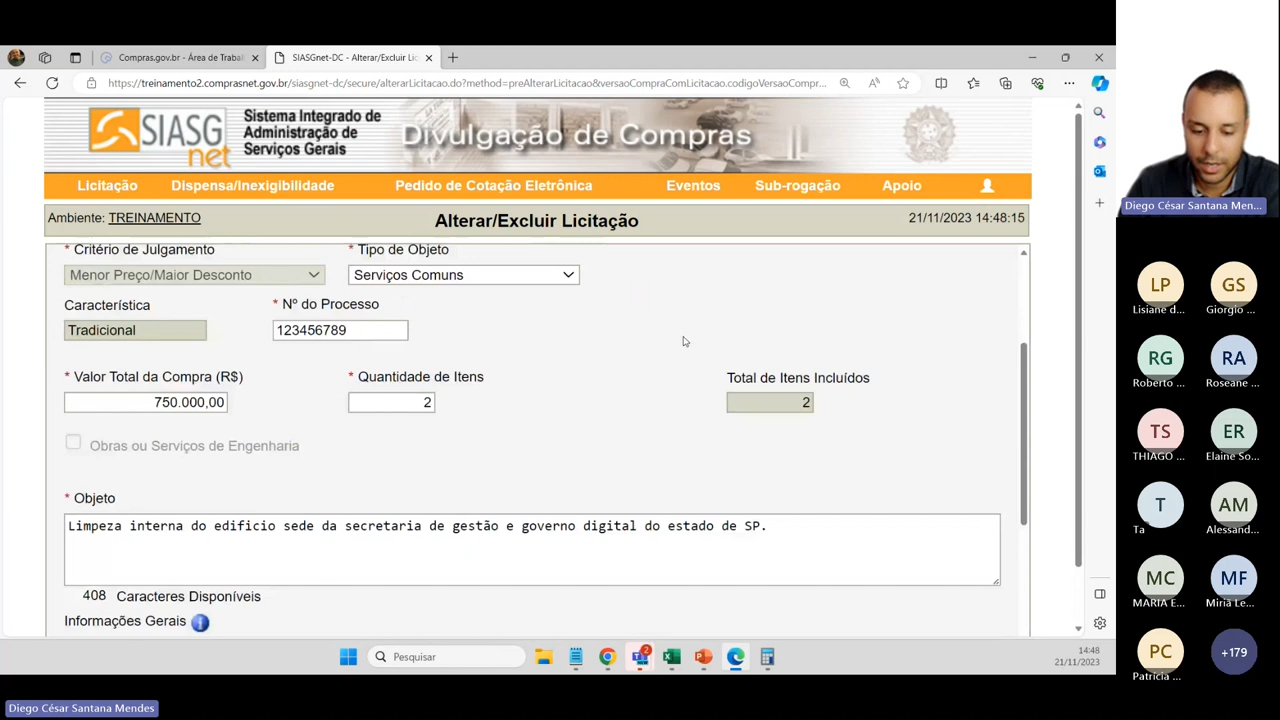 Compras.gov.br - Área de Trabal
SIASGnet-DC - Alterar/Excluir Lic
https://treinamento2.comprasnet.gov.br/siasgnet-dc/secure/alterarLicitacao.do?method=preAlterarLicitacao&versaoCompraComLicitacao.codigoVersaoCompr...
SIASG
net
Sistema Integrado de
Administração de
Serviços Gerais
Divulgação de Compras
Licitação Dispensa/Inexigibilidade Pedido de Cotação Eletrônica Eventos Sub-rogação Apoio
Ambiente: TREINAMENTO
Alterar/Excluir Licitação
21/11/2023 14:48:15
* Critério de Julgamento * Tipo de Objeto
Menor Preço/Maior Desconto Serviços Comuns
Característica * Nº do Processo
Tradicional 123456789
* Valor Total da Compra (R$) * Quantidade de Itens Total de Itens Incluídos
750.000,00 2 2
Obras ou Serviços de Engenharia
* Objeto
Limpeza interna do edificio sede da secretaria de gestão e governo digital do estado de SP.
408 Caracteres Disponíveis
Informações Gerais i
Pesquisar
2
14:48
21/11/2023
Diego César Santana Men...
LP GS
Lisiane d... Giorgio ...
RG RA
Roberto ... Roseane ...
TS ER
THIAGO ... Elaine So...
T AM
Ta Alessand...
MC MF
MARIA E... Miriã Le...
PC +179
Patricia ...
Diego César Santana Mendes